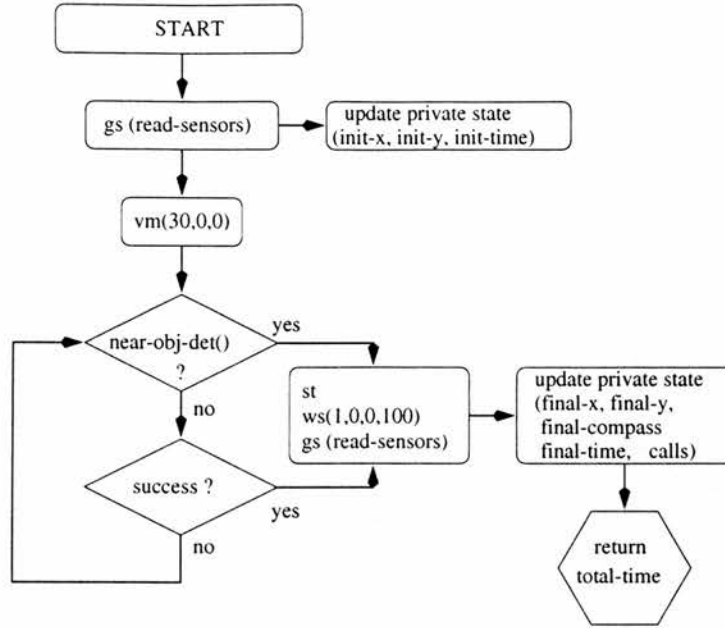 START
gs (read-sensors)
update private state
(init-x, init-y, init-time)
vm(30,0,0)
near-obj-det()
?
yes
no
success ?
yes
no
st
ws(1,0,0,100)
gs (read-sensors)
update private state
(final-x, final-y,
final-compass
final-time, calls)
return
total-time